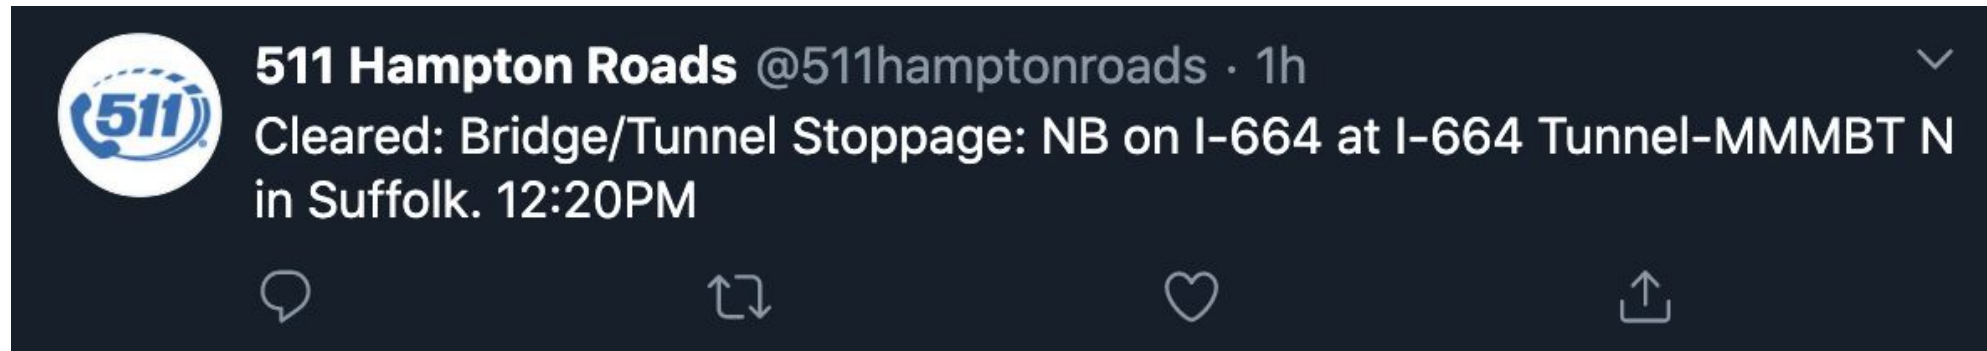 511
511 Hampton Roads @511hamptonroads · 1h
Cleared: Bridge/Tunnel Stoppage: NB on I-664 at I-664 Tunnel-MMMBT N
in Suffolk. 12:20PM